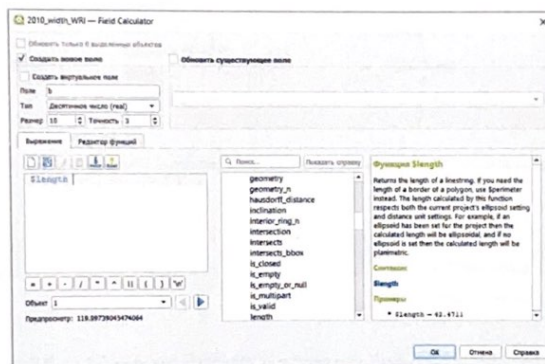 2010_width_WRI — Field Calculator
Обновить только 0 выделенных объектов
Создать новое поле
Обновить существующее поле
Создать виртуальное поле
Поле b
Тип Десятичное число (real)
Размер 10 Точность 3
Выражение Редактор функций
$length
= + - / * ^ || ( ) '\n'
Объект 1
Предпросмотр: 119.99739043474064
Поиск... Показать справку
geometry
geometry_n
hausdorff_distance
inclination
interior_ring_n
intersection
intersects
intersects_bbox
is_closed
is_empty
is_empty_or_null
is_multipart
is_valid
length
Функция $length
Returns the length of a linestring. If you need the
length of a border of a polygon, use $perimeter
instead. The length calculated by this function
respects both the current project's ellipsoid setting
and distance unit settings. For example, if an
ellipsoid has been set for the project then the
calculated length will be ellipsoidal, and if no
ellipsoid is set then the calculated length will be
planimetric.
Синтаксис
$length
Примеры
$length → 42.4711
OK Отмена Справка